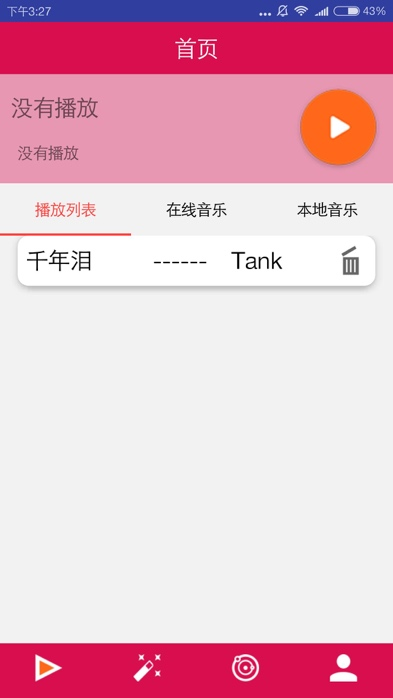 下午3:27
... 43%
首页
没有播放
没有播放
播放列表 在线音乐 本地音乐
千年泪 ------ Tank